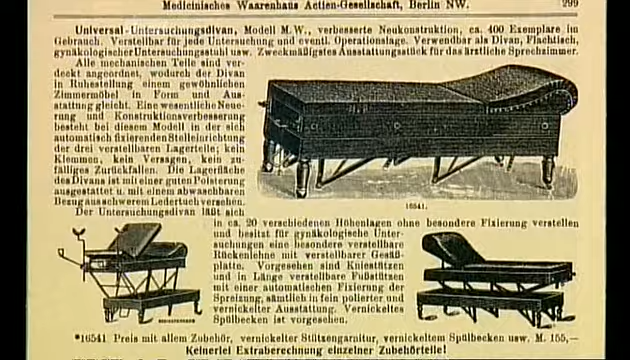 Medicinisches Waarenhaus Actien-Gesellschaft, Berlin NW. 299
Universal-Untersuchungsdivan, Modell M.W., verbesserte Neukonstruktion, ca. 400 Exemplare im
Gebrauch. Verstellbar für jede Untersuchung und eventl. Operationslage. Verwendbar als Divan, Flachtisch,
gynäkologischer Untersuchungsstuhl usw. Zweckmäßigstes Ausstattungsstück für das ärztliche Sprechzimmer.
Alle mechanischen Teile sind ver-
deckt angeordnet, wodurch der Divan
in Ruhestellung einem gewöhnlichen
Zimmermöbel in Form und Aus-
stattung gleicht. Eine wesentliche Neue-
rung und Konstruktionsverbesserung
besteht bei diesem Modell in der sich
automatisch fixierenden Stelleinrichtung
der drei verstellbaren Lagerteile; kein
Klemmen, kein Versagen, kein zu-
fälliges Zurückfallen. Die Lagerfläche
des Divans ist mit einer guten Polsterung
ausgestattet u. mit einem abwaschbaren
Bezug aus schwerem Ledertuch versehen.
Der Untersuchungsdivan läßt sich
16541.
in ca. 20 verschiedenen Höhenlagen ohne besondere Fixierung verstellen
und besitzt für gynäkologische Unter-
suchungen eine besondere verstellbare
Rückenlehne mit verstellbarer Gesäß-
platte. Vorgesehen sind Kniestützen
und in Länge verstellbare Fußstützen
mit einer automatischen Fixierung der
Spreizung, sämtlich in fein polierter und
vernickelter Ausstattung. Vernickeltes
Spülbecken ist vorgesehen.
*16541 Preis mit allem Zubehör, vernickelter Stützengarnitur, vernickeltem Spülbecken usw. M. 155,—
Keinerlei Extraberechnung einzelner Zubehörteile!